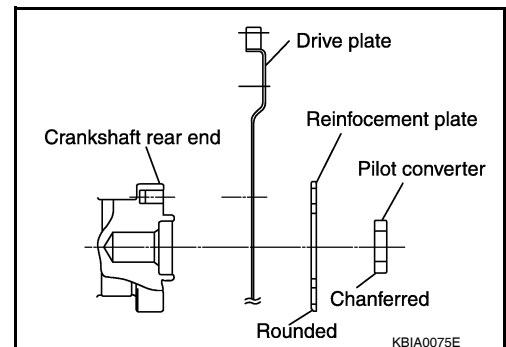 Drive plate
Reinfocement plate
Crankshaft rear end
Pilot converter
Chanferred
Rounded
KBIA0075E